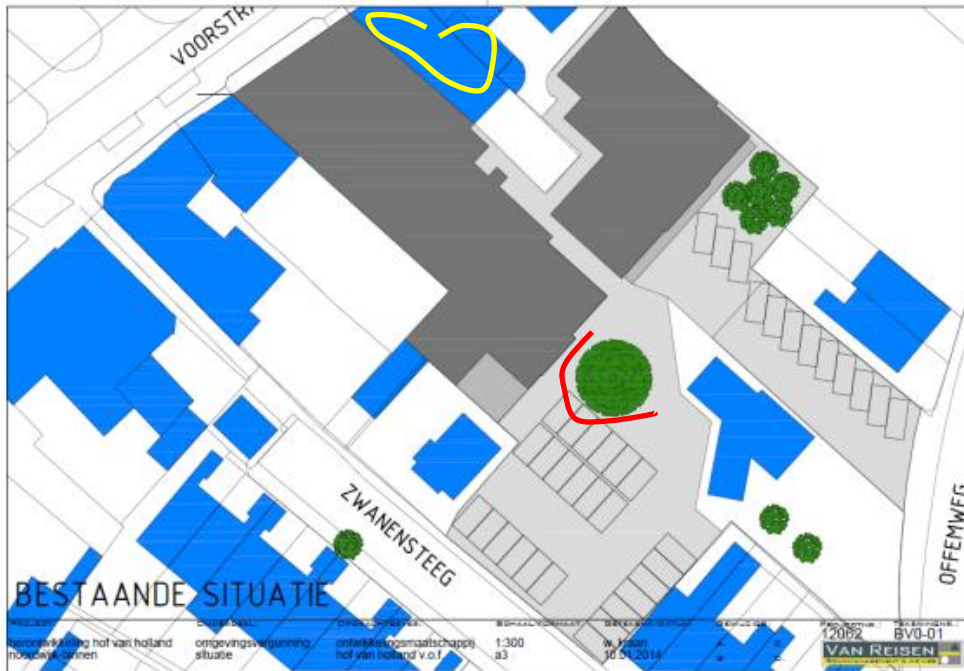 VOORSTRA
ZWANENSTEEG
OFFEMWEG
BESTAANDE SITUATIE
herontwikkeling hof van holland
noordwijk-binnen
omgevingsvergunning
situatie
ontwikkelingsmaatschappij
hof van holland v.o.f.
1:300
a3
10.01.2014
12062
BV0-01
VAN REISEN